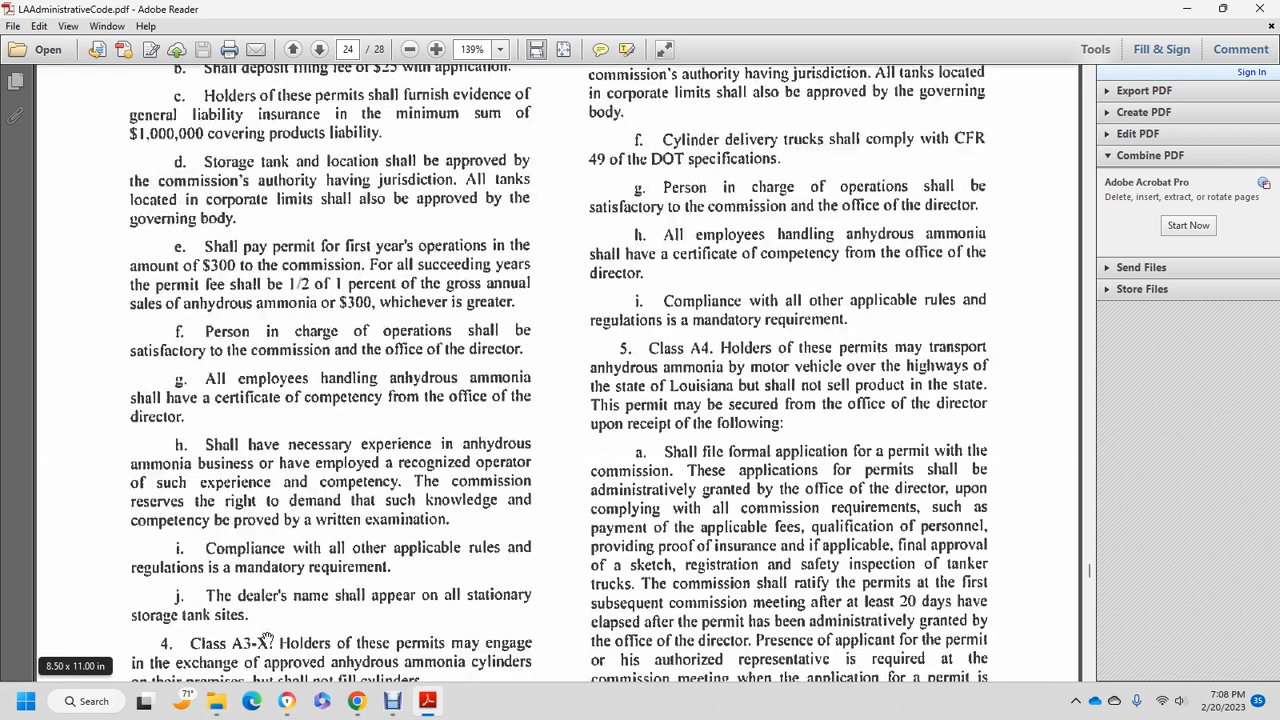 LAAdministrativeCode.pdf - Adobe Reader
File Edit View Window Help
Open
24 / 28
139%
Tools Fill & Sign Comment
b. Shall deposit filing fee of $25 with application.
c. Holders of these permits shall furnish evidence of
general liability insurance in the minimum sum of
$1,000,000 covering products liability.
d. Storage tank and location shall be approved by
the commission's authority having jurisdiction. All tanks
located in corporate limits shall also be approved by the
governing body.
e. Shall pay permit for first year's operations in the
amount of $300 to the commission. For all succeeding years
the permit fee shall be 1/2 of 1 percent of the gross annual
sales of anhydrous ammonia or $300, whichever is greater.
f. Person in charge of operations shall be
satisfactory to the commission and the office of the director.
g. All employees handling anhydrous ammonia
shall have a certificate of competency from the office of the
director.
h. Shall have necessary experience in anhydrous
ammonia business or have employed a recognized operator
of such experience and competency. The commission
reserves the right to demand that such knowledge and
competency be proved by a written examination.
i. Compliance with all other applicable rules and
regulations is a mandatory requirement.
j. The dealer's name shall appear on all stationary
storage tank sites.
4. Class A3-X. Holders of these permits may engage
in the exchange of approved anhydrous ammonia cylinders
on their premises, but shall not fill cylinders.
commission's authority having jurisdiction. All tanks located
in corporate limits shall also be approved by the governing
body.
f. Cylinder delivery trucks shall comply with CFR
49 of the DOT specifications.
g. Person in charge of operations shall be
satisfactory to the commission and the office of the director.
h. All employees handling anhydrous ammonia
shall have a certificate of competency from the office of the
director.
i. Compliance with all other applicable rules and
regulations is a mandatory requirement.
5. Class A4. Holders of these permits may transport
anhydrous ammonia by motor vehicle over the highways of
the state of Louisiana but shall not sell product in the state.
This permit may be secured from the office of the director
upon receipt of the following:
a. Shall file formal application for a permit with the
commission. These applications for permits shall be
administratively granted by the office of the director, upon
complying with all commission requirements, such as
payment of the applicable fees, qualification of personnel,
providing proof of insurance and if applicable, final approval
of a sketch, registration and safety inspection of tanker
trucks. The commission shall ratify the permits at the first
subsequent commission meeting after at least 20 days have
elapsed after the permit has been administratively granted by
the office of the director. Presence of applicant for the permit
or his authorized representative is required at the
commission meeting when the application for a permit is
Sign In
Export PDF
Create PDF
Edit PDF
Combine PDF
Adobe Acrobat Pro
Delete, insert, extract, or rotate pages
Start Now
Send Files
Store Files
8.50 x 11.00 in
Search
71°
7:08 PM
2/20/2023
35